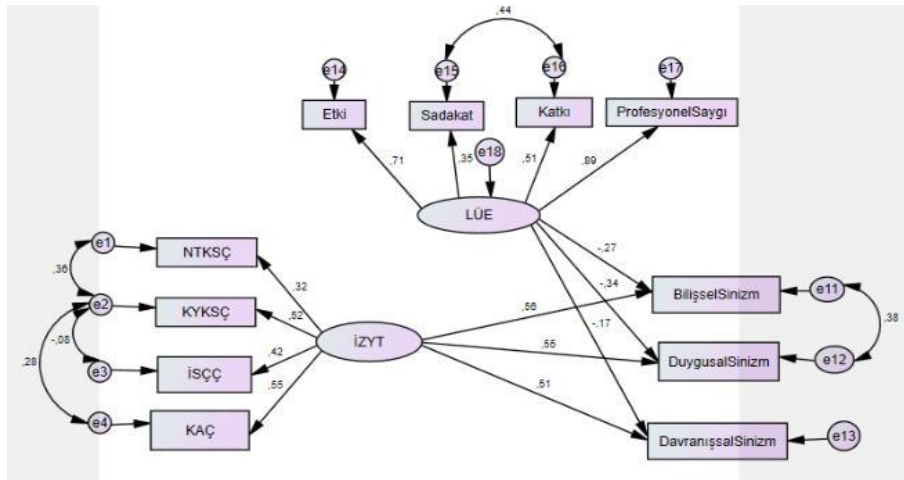 ,44
e14
e15
e16
e17
Etki
Sadakat
Katkı
ProfesyonelSaygı
e18
,71
,35
,51
,89
LÜE
e1
NTKSÇ
,36
,32
-,27
e2
KYKSÇ
,52
-,34
BilişselSinizm
e11
,56
-,17
,38
İZYT
,28
-,08
,42
e3
İSÇÇ
,55
DuygusalSinizm
e12
,55
,51
e4
KAÇ
DavranışsalSinizm
e13